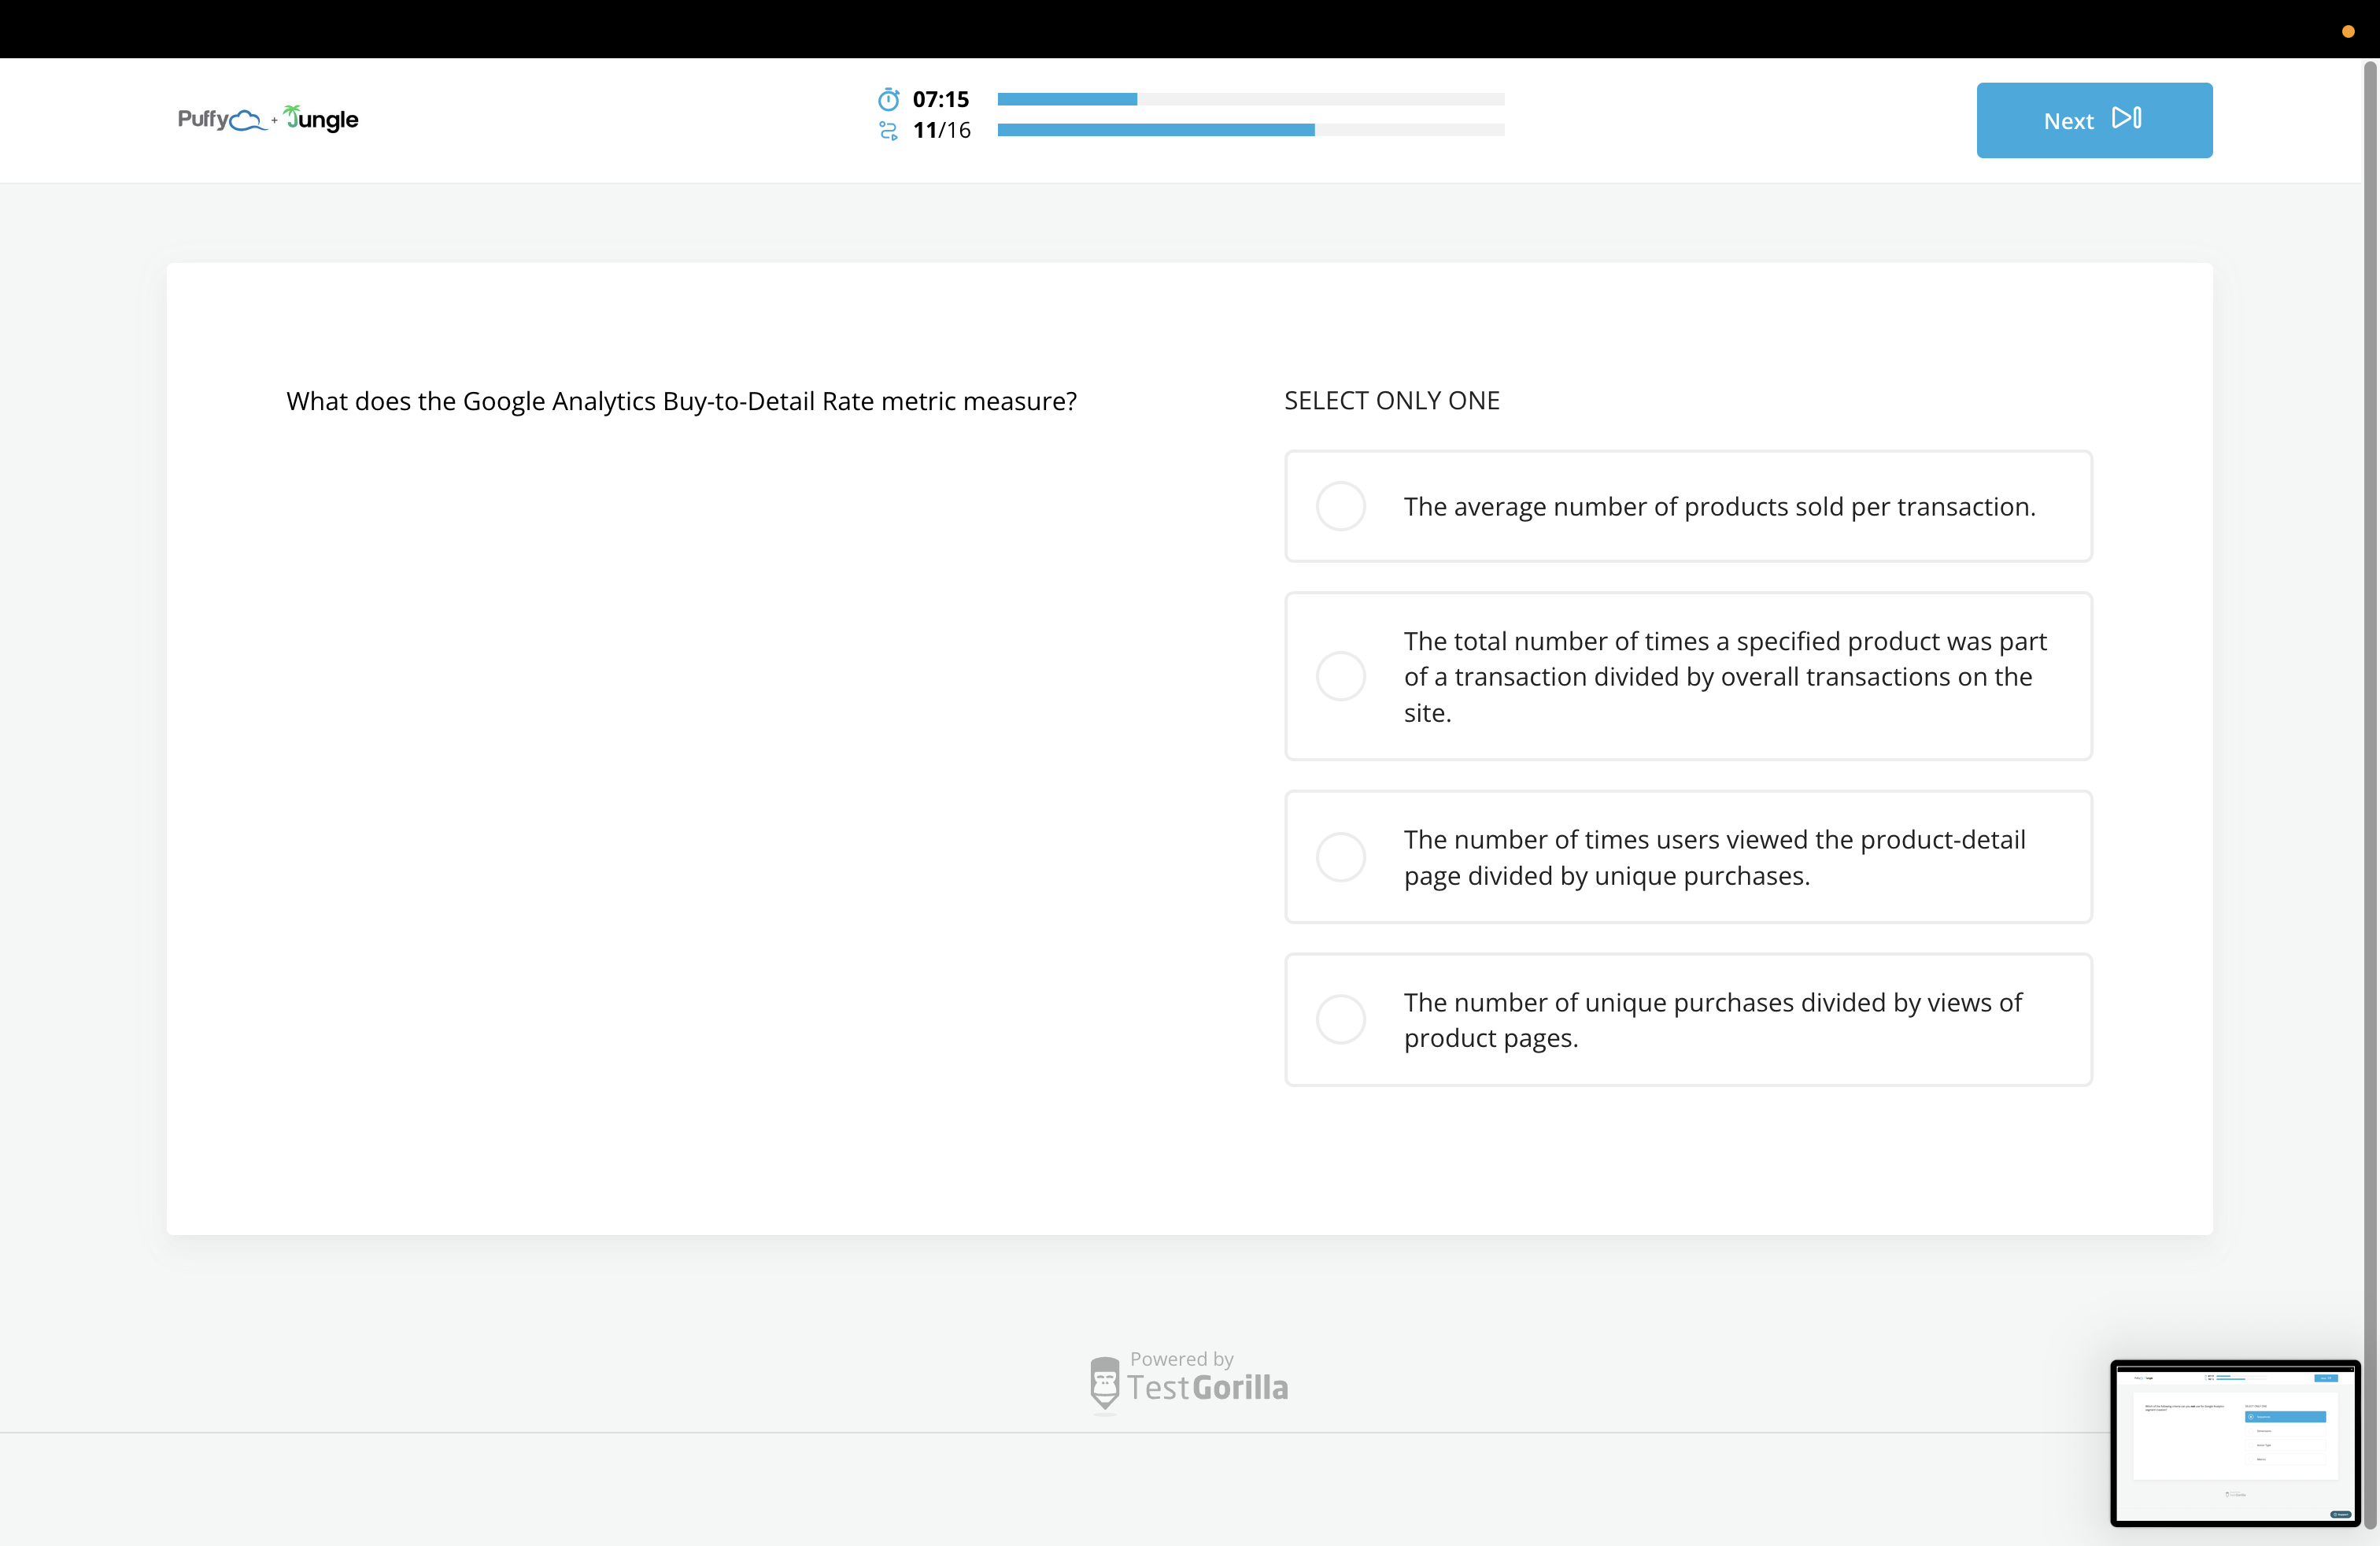 Puffy + Jungle
07:15
11/16
Next
What does the Google Analytics Buy-to-Detail Rate metric measure?
SELECT ONLY ONE
The average number of products sold per transaction.
The total number of times a specified product was part
of a transaction divided by overall transactions on the
site.
The number of times users viewed the product-detail
page divided by unique purchases.
The number of unique purchases divided by views of
product pages.
Powered by
TestGorilla